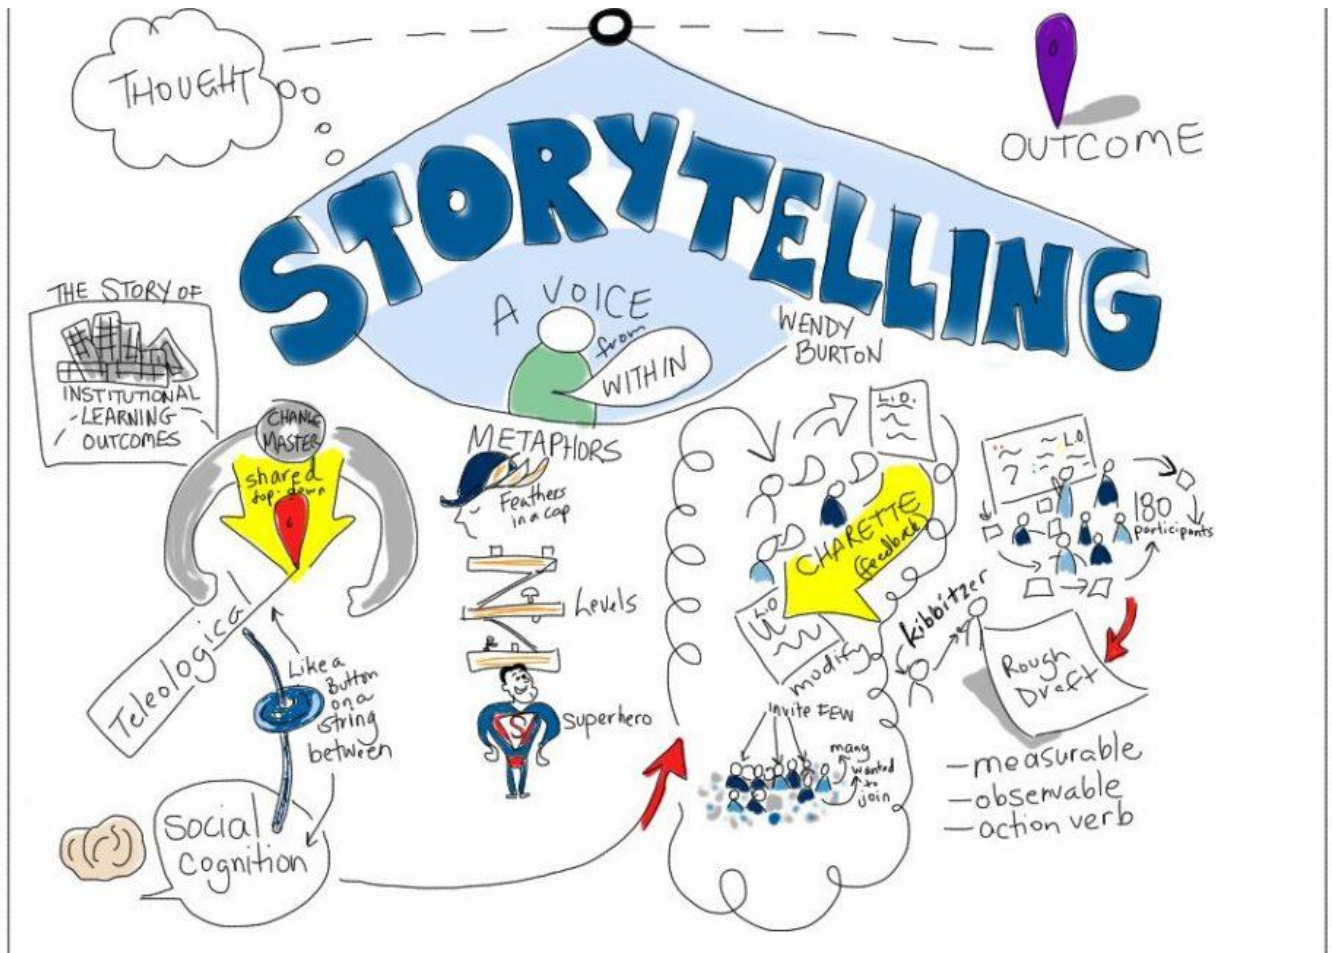 THOUGHT
OUTCOME
STORYTELLING
A VOICE
from
WITHIN
WENDY
BURTON
THE STORY OF
INSTITUTIONAL
-LEARNING
OUTCOMES
CHANGE
MASTER
shared
top-down
Teleological
Like a
Button
on a
string
between
Social
Cognition
METAPHORS
Feathers
in a cap
Levels
S
Superhero
L.O.
CHARETTE
(feedback)
L.O
modify
Invite FEW
many
wanted
to
join
kibbitzer
L.O.
?
180
participants
Rough
Draft
-measurable
-observable
-action verb